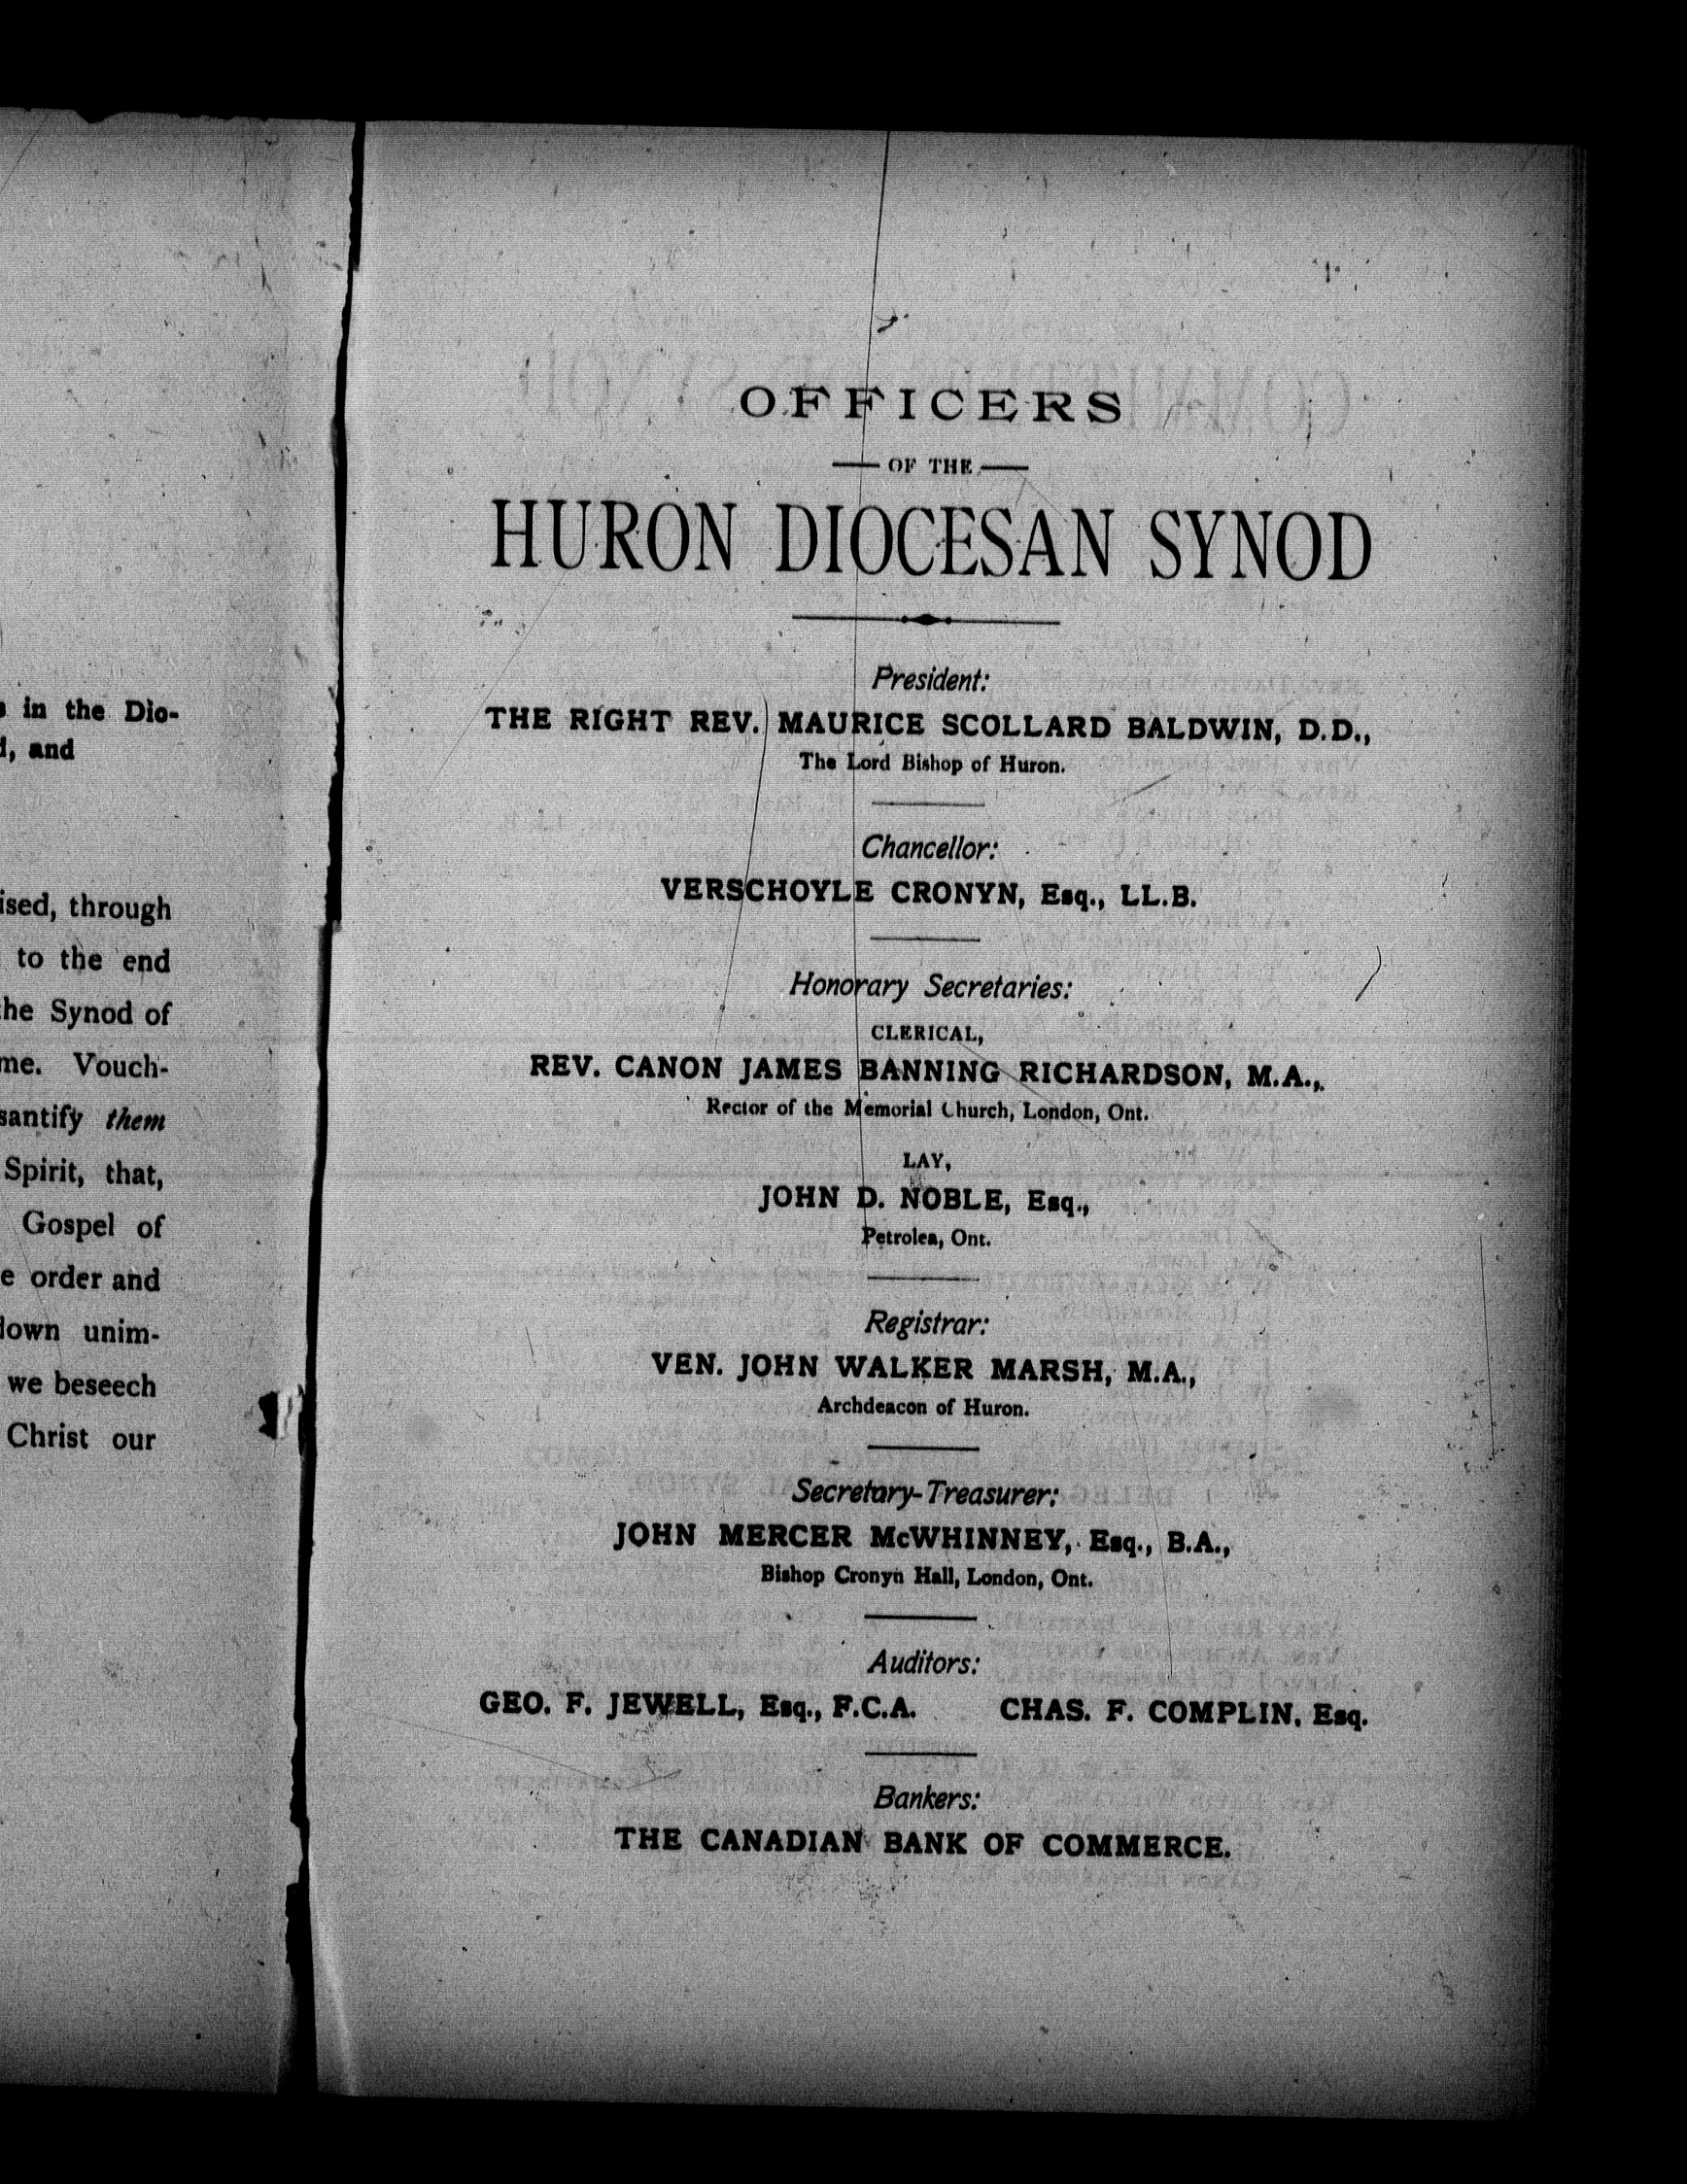 in the Dio-
and
ised, through
to the end
the Synod of
me. Vouch-
santify them
Spirit, that,
Gospel of
e order and
down unim-
we beseech
Christ our
OFFICERS
OF THE
HURON DIOCESAN SYNOD
President:
THE RIGHT REV. MAURICE SCOLLARD BALDWIN, D.D.,
The Lord Bishop of Huron.
Chancellor:
VERSCHOYLE CRONYN, Esq., LL.B.
Honorary Secretaries:
CLERICAL,
REV. CANON JAMES BANNING RICHARDSON, M.A.,
Rector of the Memorial Church, London, Ont.
LAY,
JOHN D. NOBLE, Esq.,
Petrolea, Ont.
Registrar:
VEN. JOHN WALKER MARSH, M.A.,
Archdeacon of Huron.
Secretary-Treasurer:
JOHN MERCER McWHINNEY, Esq., B.A.,
Bishop Cronyn Hall, London, Ont.
Auditors:
GEO. F. JEWELL, Esq., F.C.A. CHAS. F. COMPLIN, Esq.
Bankers:
THE CANADIAN BANK OF COMMERCE.